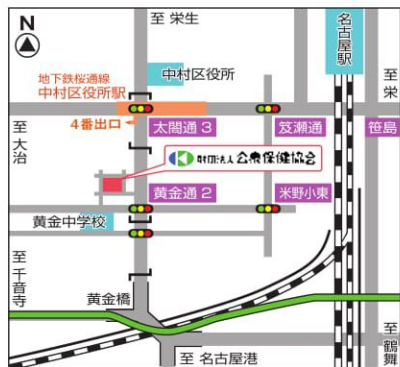 N
至 栄生
名古屋駅
中村区役所
地下鉄桜通線
中村区役所駅
至 栄
4番出口
太閤通3
笈瀬通
笹島
至 大治
財団法人 公衆保健協会
黄金通2
米野小東
黄金中学校
至 千音寺
黄金橋
至 名古屋港
至 鶴舞